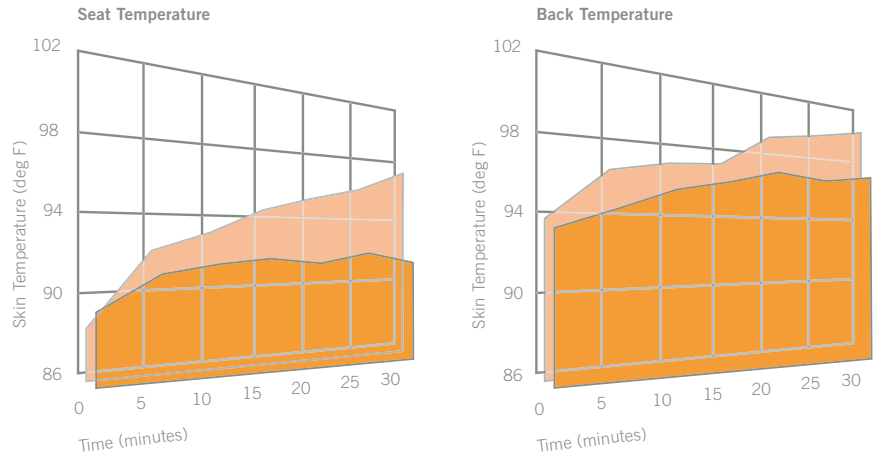 Seat Temperature
102
98
94
90
86
Skin Temperature (deg F)
0 5 10 15 20 25 30
Time (minutes)
Back Temperature
102
98
94
90
86
Skin Temperature (deg F)
0 5 10 15 20 25 30
Time (minutes)